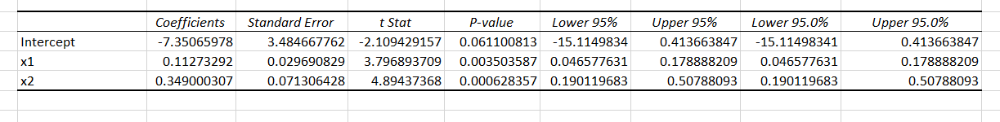 Coefficients Standard Error t Stat P-value Lower 95% Upper 95% Lower 95.0% Upper 95.0%
Intercept -7.35065978 3.484667762 -2.109429157 0.061100813 -15.1149834 0.413663847 -15.11498341 0.413663847
x1 0.11273292 0.029690829 3.796893709 0.003503587 0.046577631 0.178888209 0.046577631 0.178888209
x2 0.349000307 0.071306428 4.89437368 0.000628357 0.190119683 0.50788093 0.190119683 0.50788093